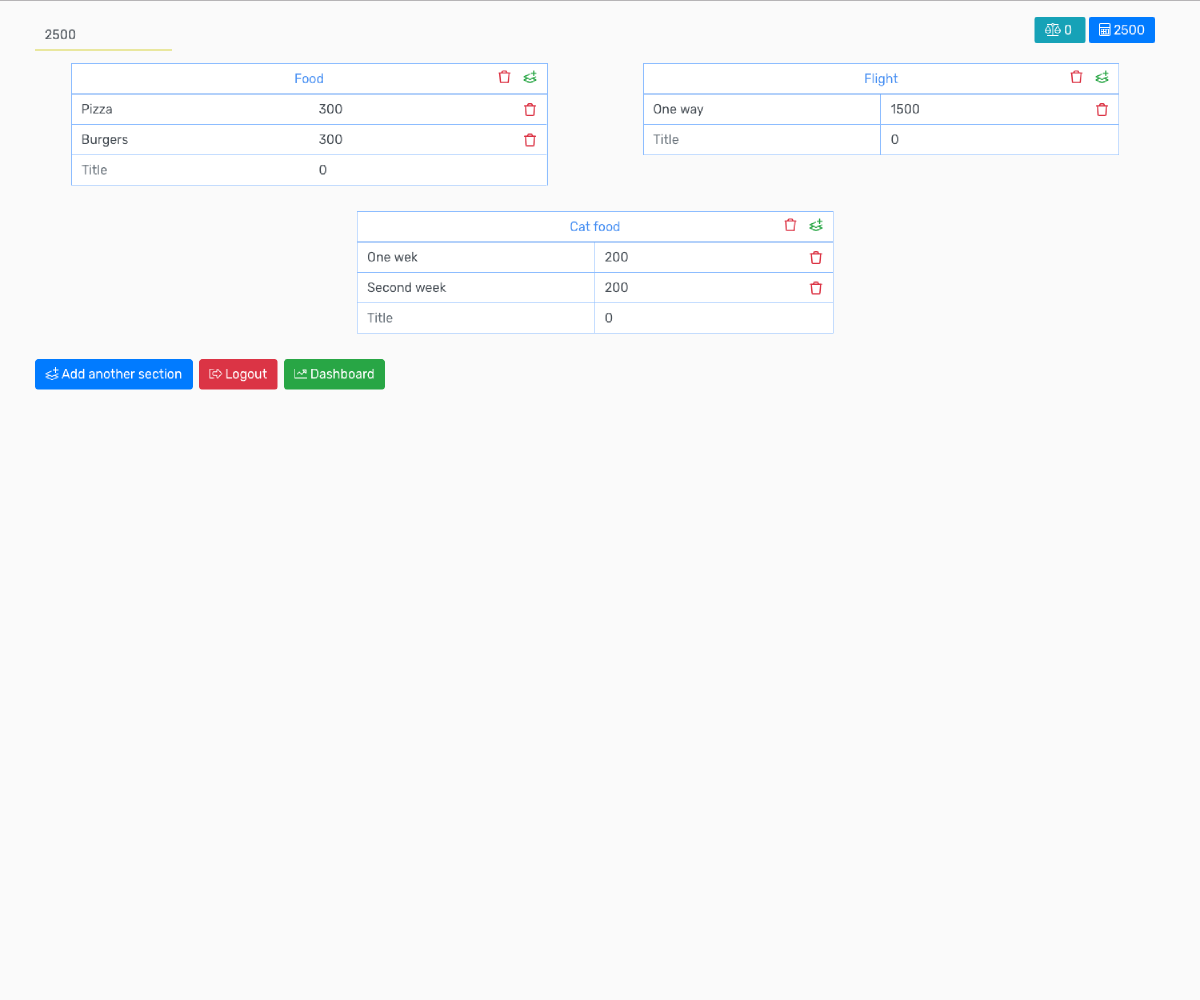 2500
0
2500
Food
Pizza 300
Burgers 300
Title 0
Flight
One way 1500
Title 0
Cat food
One wek 200
Second week 200
Title 0
Add another section
Logout
Dashboard